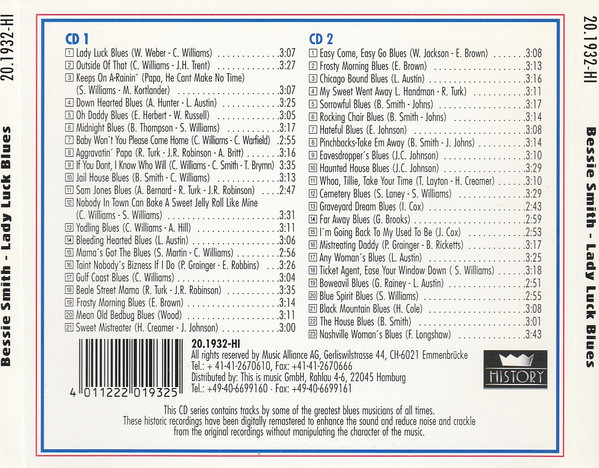 20.1932-HI
Bessie Smith - Lady Luck Blues
CD 1
1 Lady Luck Blues (W. Weber - C. Williams) 3:07
2 Outside Of That (C. Williams - J.H. Trent) 3:27
3 Keeps On A-Rainin' (Papa, He Cant Make No Time)
(S. Williams - M. Kortlander) 3:07
4 Down Hearted Blues (A. Hunter - L. Austin) 3:25
5 Oh Daddy Blues (E. Herbert - W. Russell) 3:05
6 Midnight Blues (B. Thompson - S. Williams) 3:17
7 Baby Won't You Please Come Home (C. Williams - C. Warfield) .2:55
8 Aggravatin' Papa (R. Turk - J.R. Robinson - A. Britt) 3:16
9 If You Dont, I Know Who Will (C. Williams - C. Smith - T. Brymn) 3:35
10 Jail House Blues (B. Smith - C. Williams) 3:13
11 Sam Jones Blues (A. Bernard - R. Turk - J.R. Robinson) 2:47
12 Nobody In Town Can Bake A Sweet Jelly Roll Like Mine
(C. Williams - S. Williams) 3:31
13 Yodling Blues (C. Williams - A. Hill) 3:11
14 Bleeding Hearted Blues (L. Austin) 3:06
15 Mama's Got The Blues (S. Martin - C. Williams) 2:56
16 Taint Nobody's Bizness If I Do (P. Grainger - E. Robbins) 3:26
17 Gulf Coast Blues (C. Williams) 3:04
18 Beale Street Mama (R. Turk - J.R. Robinson) 3:35
19 Frosty Morning Blues (E. Brown) 3:14
20 Mean Old Bedbug Blues (Wood) 3:11
21 Sweet Mistreater (H. Creamer - J. Johnson) 3:00
CD 2
1 Easy Come, Easy Go Blues (W. Jackson - E. Brown) 3:08
2 Frosty Morning Blues (E. Brown) 3:13
3 Chicago Bound Blues (L. Austin) 3:16
4 My Sweet Went Away L. Handman - R. Turk) 3:11
5 Sorrowful Blues (B. Smith - Johns) 3:17
6 Rocking Chair Blues (B. Smith - Johns) 3:14
7 Hateful Blues (E. Johnson) 3:08
8 Pinchbacks-Take Em Away (B. Smith - J. Johns) 3:14
9 Eavesdropper's Blues (J.C. Johnson) 3:10
10 Haunted House Blues (J.C. Johnson) 3:29
11 Whoa, Tillie, Take Your Time (T. Layton - H. Creamer) 3:10
12 Cemetery Blues (S. Laney - S. Williams) 3:29
13 Graveyard Dream Blues (I. Cox) 2:43
14 Far Away Blues (G. Brooks) 2:59
15 I'm Going Back To My Used To Be (J. Cox) 2:53
16 Mistreating Daddy (P. Grainger - B. Ricketts) 3:17
17 Any Woman's Blues (L. Austin) 3:11
18 Ticket Agent, Ease Your Window Down ( S. Williams) 3:18
19 Boweavil Blues (G. Rainey - L. Austin) 2:51
20 Blue Spirit Blues (S. Williams) 2:55
21 Black Mountain Blues (H. Cole) 3:07
22 The House Blues (B. Smith) 3:01
23 Nashville Woman's Blues (F. Longshaw) 3:43
20.1932-HI
All rights reserved by Music Alliance AG, Gerliswilstrasse 44, CH-6021 Emmenbrücke
Tel.: + 41-41-2670610, Fax: +0-41-41-2670666
Distributed by: This is music GmbH, Rahlau 4-6, 22045 Hamburg
Tel.: +49-40-6699160 - Fax: +49-40-6699161
4 011222 019325
HISTORY
This CD series contains tracks by some of the greatest blues musicians of all times.
These historic recordings have been digitally remastered to enhance the sound and reduce noise and crackle
from the original recordings without manipulating the character of the music.
20.1932-HI
Bessie Smith - Lady Luck Blues